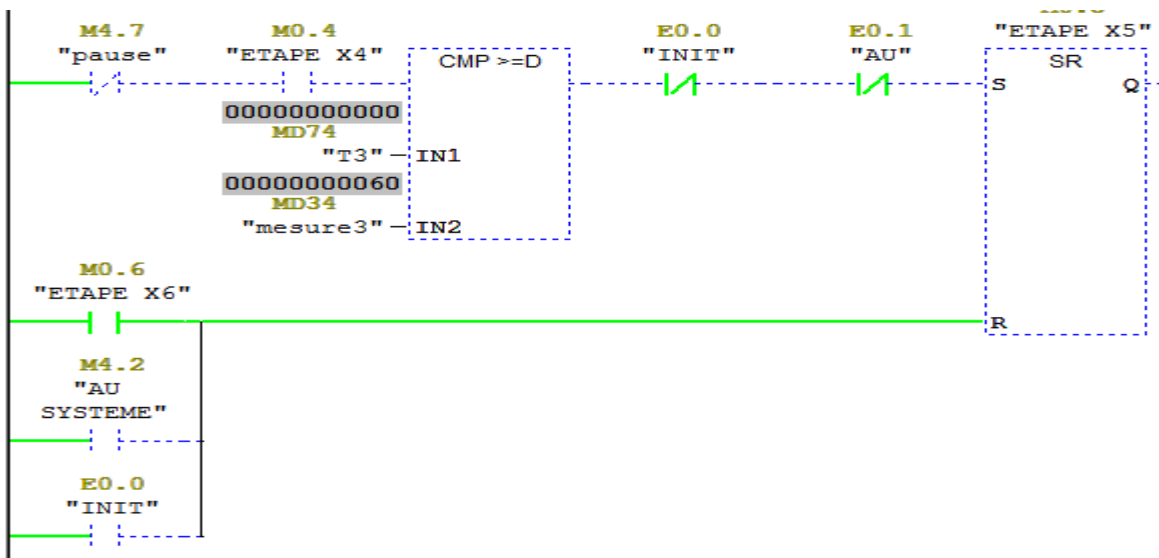 M4.7 M0.4 E0.0 E0.1 "ETAPE X5"
"pause" "ETAPE X4" CMP >=D "INIT" "AU" SR
S Q
00000000000
MD74
"T3" IN1
00000000060
MD34
"mesure3" IN2
M0.6
"ETAPE X6"
R
M4.2
"AU
SYSTEME"
E0.0
"INIT"